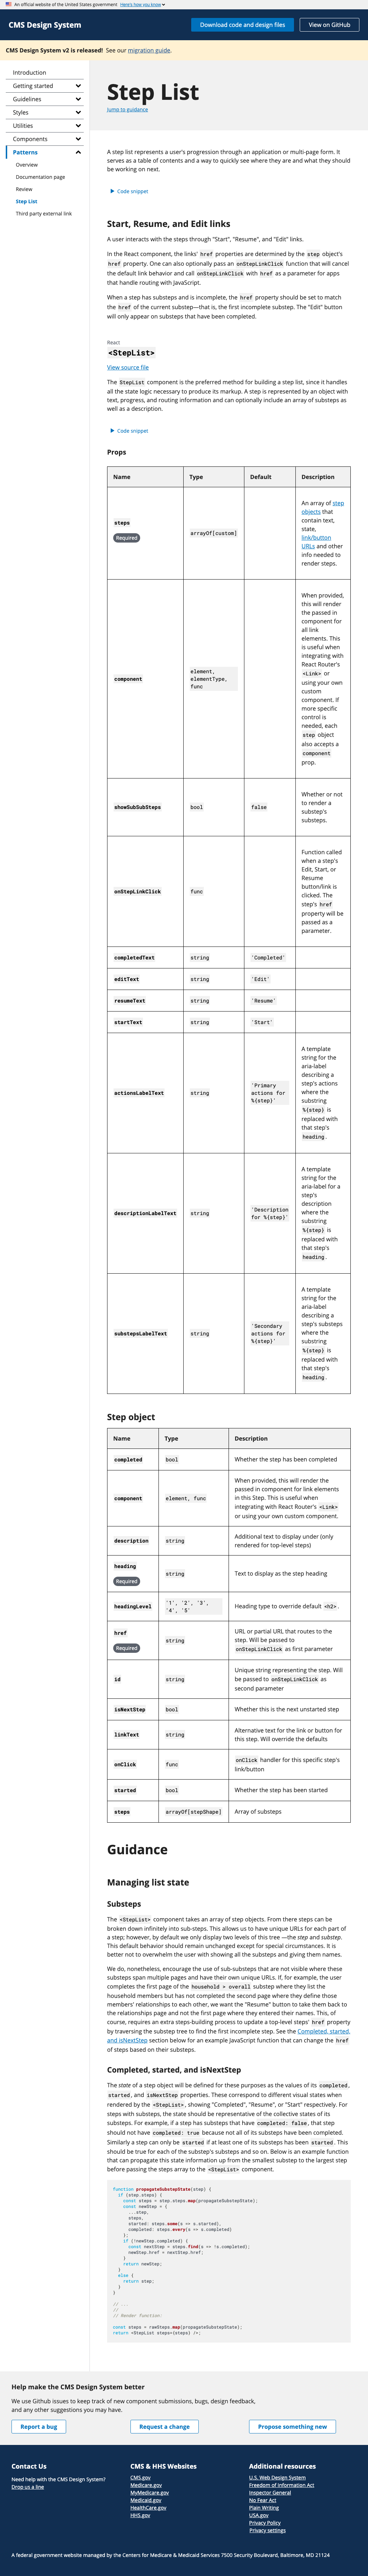 An official website of the United States government Here's how you know
CMS Design System
Download code and design files
View on GitHub
CMS Design System v2 is released! See our migration guide.
Introduction
Getting started
Guidelines
Styles
Utilities
Components
Patterns
Overview
Documentation page
Review
Step List
Third party external link
Step List
Jump to guidance
A step list represents a user's progression through an application or multi-page form. It
serves as a table of contents and a way to quickly see where they are and what they should
be working on next.
Code snippet
Start, Resume, and Edit links
A user interacts with the steps through "Start", "Resume", and "Edit" links.
In the React component, the links' href properties are determined by the step object's
href property. One can also optionally pass an onStepLinkClick function that will cancel
the default link behavior and call onStepLinkClick with href as a parameter for apps
that handle routing with JavaScript.
When a step has substeps and is incomplete, the href property should be set to match
the href of the current substep—that is, the first incomplete substep. The "Edit" button
will only appear on substeps that have been completed.
React
<StepList>
View source file
The StepList component is the preferred method for building a step list, since it handles
all the state logic necessary to produce its markup. A step is represented by an object with
text, progress, and routing information and can optionally include an array of substeps as
well as a description.
Code snippet
Props
Name Type Default Description
steps
Required
arrayOf[custom]
An array of step
objects that
contain text,
state,
link/button
URLs and other
info needed to
render steps.
component
element,
elementType,
func
When provided,
this will render
the passed in
component for
all link
elements. This
is useful when
integrating with
React Router's
<Link> or
using your own
custom
component. If
more specific
control is
needed, each
step object
also accepts a
component
prop.
showSubSubSteps
bool
false
Whether or not
to render a
substep's
substeps.
onStepLinkClick
func
Function called
when a step's
Edit, Start, or
Resume
button/link is
clicked. The
step's href
property will be
passed as a
parameter.
completedText string 'Completed'
editText string 'Edit'
resumeText string 'Resume'
startText string 'Start'
actionsLabelText
string
'Primary
actions for
%{step}'
A template
string for the
aria-label
describing a
step's actions
where the
substring
%{step} is
replaced with
that step's
heading.
descriptionLabelText
string
'Description
for %{step}'
A template
string for the
aria-label for a
step's
description
where the
substring
%{step} is
replaced with
that step's
heading.
substepsLabelText
string
'Secondary
actions for
%{step}'
A template
string for the
aria-label
describing a
step's substeps
where the
substring
%{step} is
replaced with
that step's
heading.
Step object
Name Type Description
completed bool Whether the step has been completed
component
element, func
When provided, this will render the
passed in component for link elements
in this Step. This is useful when
integrating with React Router's <Link>
or using your own custom component.
description
string
Additional text to display under (only
rendered for top-level steps)
heading
Required
string
Text to display as the step heading
headingLevel
'1', '2', '3',
'4', '5'
Heading type to override default <h2>.
href
Required
string
URL or partial URL that routes to the
step. Will be passed to
onStepLinkClick as first parameter
id
string
Unique string representing the step. Will
be passed to onStepLinkClick as
second parameter
isNextStep bool Whether this is the next unstarted step
linkText
string
Alternative text for the link or button for
this step. Will override the defaults
onClick
func
onClick handler for this specific step's
link/button
started bool Whether the step has been started
steps arrayOf[stepShape] Array of substeps
Guidance
Managing list state
Substeps
The <StepList> component takes an array of step objects. From there steps can be
broken down infinitely into sub-steps. This allows us to have unique URLs for each part of
a step; however, by default we only display two levels of this tree —the step and substep.
This default behavior should remain unchanged except for special circumstances. It is
better not to overwhelm the user with showing all the substeps and giving them names.
We do, nonetheless, encourage the use of sub-substeps that are not visible where these
substeps span multiple pages and have their own unique URLs. If, for example, the user
completes the first page of the household > overall substep where they list the
household members but has not completed the next page where they define those
members' relationships to each other, we want the "Resume" button to take them back to
the relationships page and not the first page where they entered their names. This, of
course, requires an extra steps-building process to update a top-level steps' href property
by traversing the substep tree to find the first incomplete step. See the Completed, started,
and isNextStep section below for an example JavaScript function that can change the href
of steps based on their substeps.
Completed, started, and isNextStep
The state of a step object will be defined for these purposes as the values of its completed,
started, and isNextStep properties. These correspond to different visual states when
rendered by the <StepList>, showing "Completed", "Resume", or "Start" respectively. For
steps with substeps, the state should be representative of the collective states of its
substeps. For example, if a step has substeps that have completed: false, that step
should not have completed: true because not all of its substeps have been completed.
Similarly a step can only be started if at least one of its substeps has been started. This
should be true for each of the substep's substeps and so on. Below is an example function
that can propagate this state information up from the smallest substeps to the largest step
before passing the steps array to the <StepList> component.
function propagateSubstepState(step) {
if (step.steps) {
const steps = step.steps.map(propagateSubstepState);
const newStep = {
...step,
steps,
started: steps.some(s => s.started),
completed: steps.every(s => s.completed)
};
if (!newStep.completed) {
const nextStep = steps.find(s => !s.completed);
newStep.href = nextStep.href;
}
return newStep;
}
else {
return step;
}
}
// ...
//
// Render function:
const steps = rawSteps.map(propagateSubstepState);
return <StepList steps={steps} />;
Help make the CMS Design System better
We use Github issues to keep track of new component submissions, bugs, design feedback,
and any other suggestions you may have.
Report a bug
Request a change
Propose something new
Contact Us
Need help with the CMS Design System?
Drop us a line
CMS & HHS Websites
CMS.gov
Medicare.gov
MyMedicare.gov
Medicaid.gov
HealthCare.gov
HHS.gov
Additional resources
U.S. Web Design System
Freedom of Information Act
Inspector General
No Fear Act
Plain Writing
USA.gov
Privacy Policy
Privacy settings
A federal government website managed by the Centers for Medicare & Medicaid Services 7500 Security Boulevard, Baltimore, MD 21124